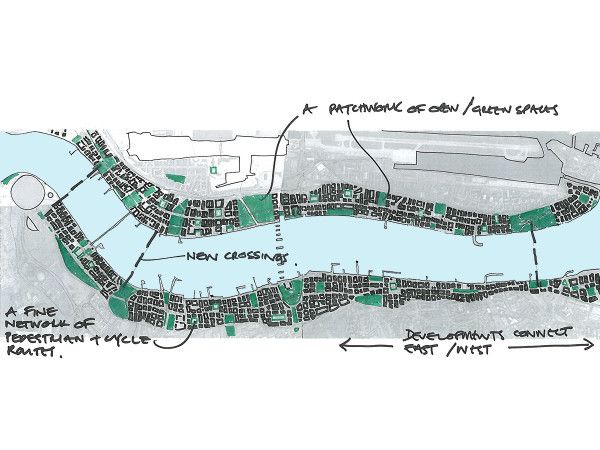 A PATCHWORK OF OPEN/GREEN SPACES
NEW CROSSINGS.
A FINE
NETWORK OF
PEDESTRIAN + CYCLE
ROUTES.
DEVELOPMENTS CONNECT
EAST/WEST